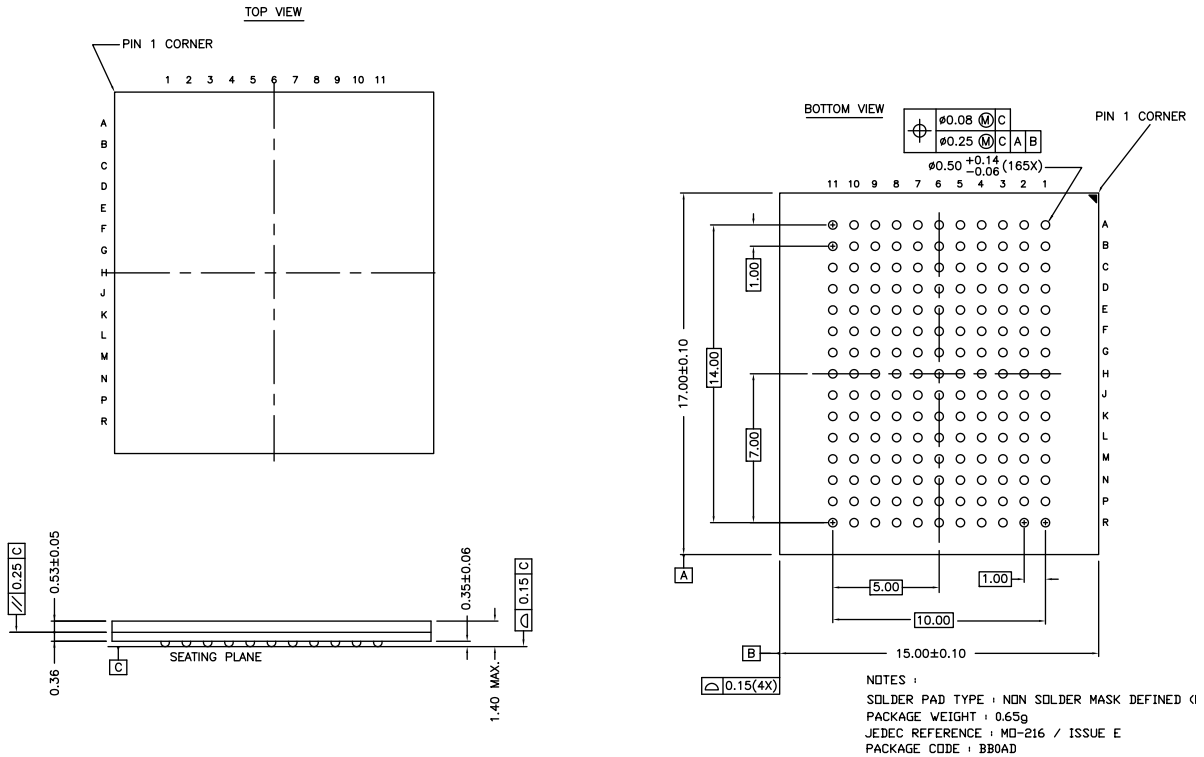 TOP VIEW
PIN 1 CORNER
1 2 3 4 5 6 7 8 9 10 11
A
B
C
D
E
F
G
H
J
K
L
M
N
P
R
BOTTOM VIEW
PIN 1 CORNER
ø0.08 Ⓜ C
ø0.25 Ⓜ C A B
ø0.50 +0.14 -0.06 (165X)
11 10 9 8 7 6 5 4 3 2 1
A
B
C
D
E
F
G
H
J
K
L
M
N
P
R
1.00
14.00
17.00±0.10
7.00
A
5.00
1.00
10.00
B
15.00±0.10
0.15(4X)
// 0.25 C
0.53±0.05
0.36
C
SEATING PLANE
0.35±0.06
0.15 C
1.40 MAX.
NOTES :
SOLDER PAD TYPE : NON SOLDER MASK DEFINED (
PACKAGE WEIGHT : 0.65g
JEDEC REFERENCE : MO-216 / ISSUE E
PACKAGE CODE : BB0AD